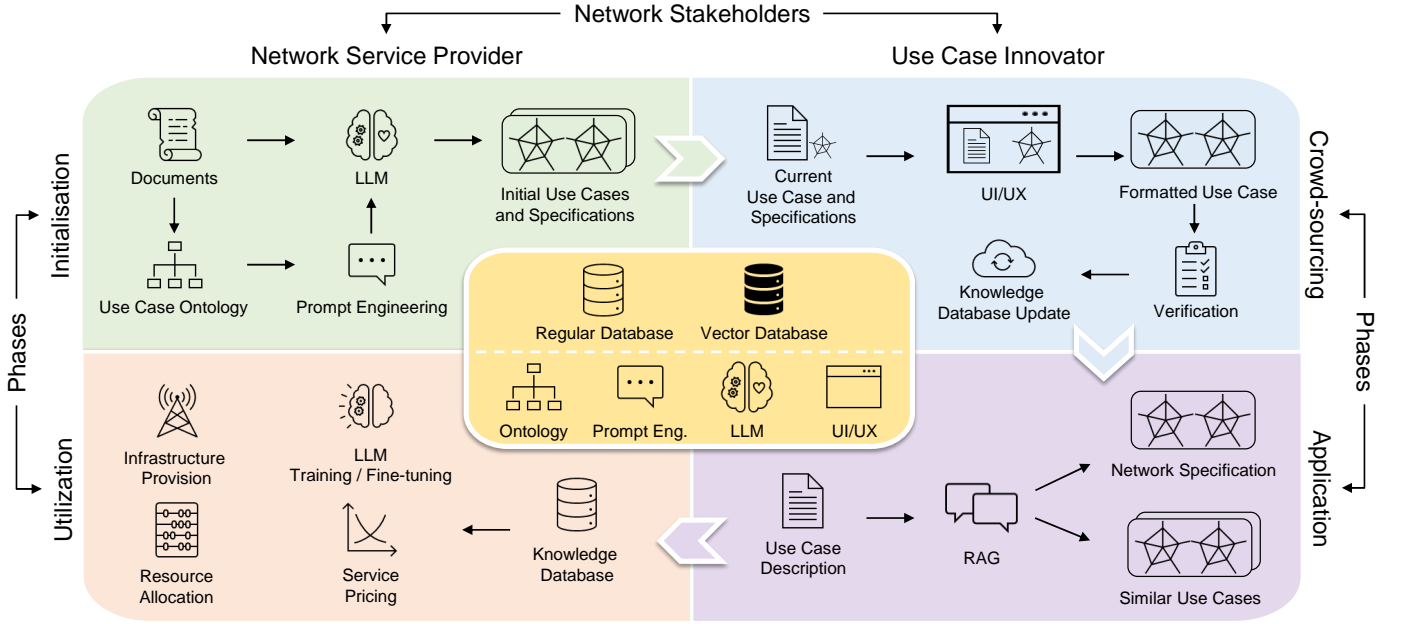 Network Stakeholders
Network Service Provider
Use Case Innovator
Phases
Initialisation
Utilization
Documents
LLM
Initial Use Cases
and Specifications
Use Case Ontology
Prompt Engineering
Current
Use Case and
Specifications
UI/UX
Formatted Use Case
Knowledge
Database Update
Verification
Crowd-sourcing
Application
Phases
Regular Database
Vector Database
Ontology
Prompt Eng.
LLM
UI/UX
Infrastructure
Provision
LLM
Training / Fine-tuning
Resource
Allocation
Service
Pricing
Knowledge
Database
Use Case
Description
RAG
Network Specification
Similar Use Cases